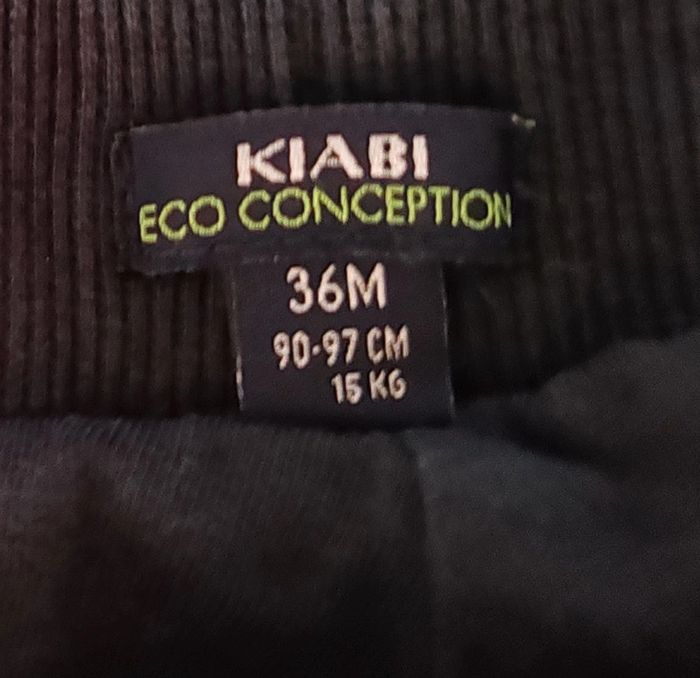 KIABI
ECO CONCEPTION
36M
90-97 CM
15 KG